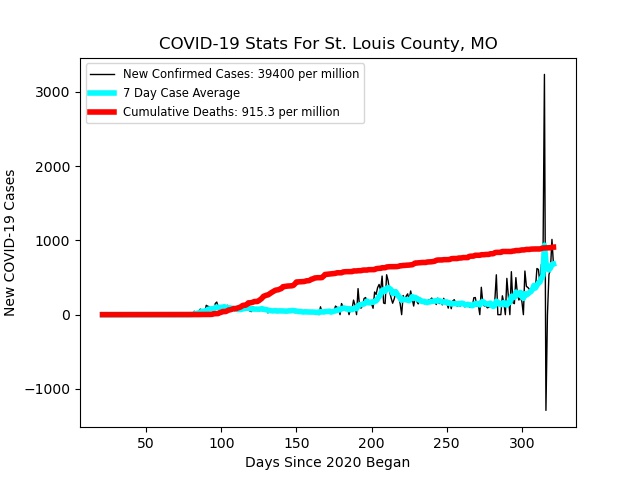 COVID-19 Stats For St. Louis County, MO
New Confirmed Cases: 39400 per million
7 Day Case Average
Cumulative Deaths: 915.3 per million
New COVID-19 Cases
3000
2000
1000
0
−1000
50 100 150 200 250 300
Days Since 2020 Began